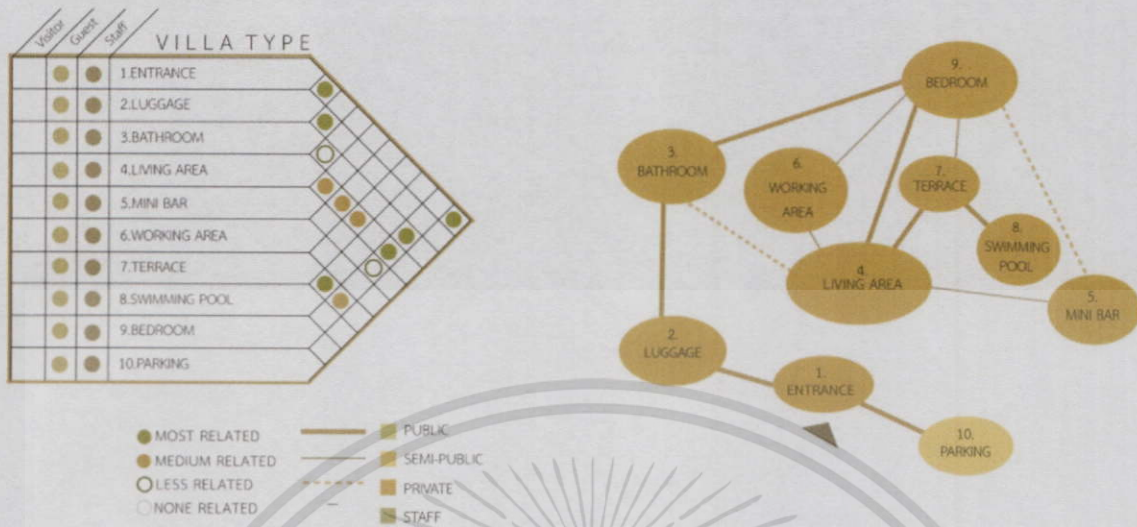 Visitor
Guest
Staff
VILLA TYPE
1.ENTRANCE
2.LUGGAGE
3.BATHROOM
4.LIVING AREA
5.MINI BAR
6.WORKING AREA
7.TERRACE
8.SWIMMING POOL
9.BEDROOM
10.PARKING
MOST RELATED
MEDIUM RELATED
LESS RELATED
NONE RELATED
PUBLIC
SEMI-PUBLIC
PRIVATE
STAFF
9.
BEDROOM
3.
BATHROOM
6.
WORKING
AREA
7.
TERRACE
8.
SWIMMING
POOL
4.
LIVING AREA
5.
MINI BAR
2.
LUGGAGE
1.
ENTRANCE
10.
PARKING